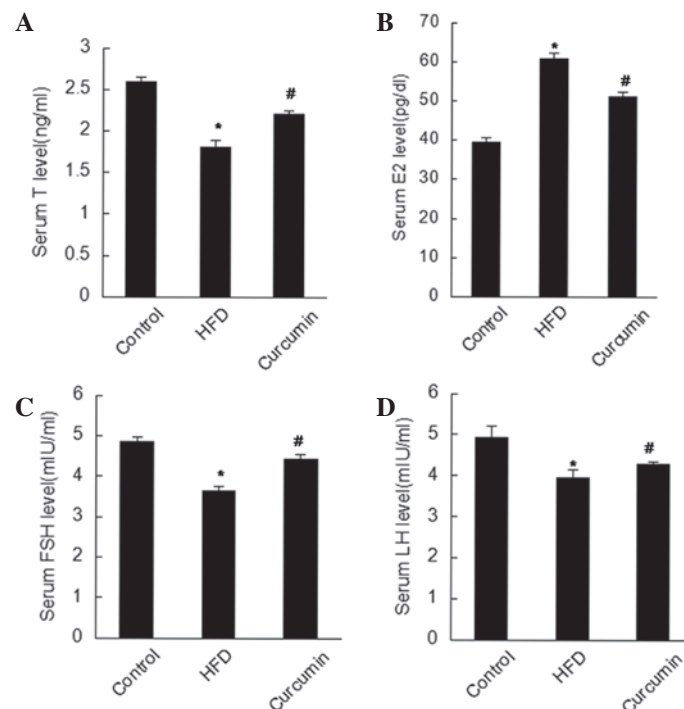 A
Serum T level(ng/ml)
3
2.5
2
1.5
1
0.5
0
*
#
Control
HFD
Curcumin
B
Serum E2 level(pg/dl)
70
60
50
40
30
20
10
0
*
#
Control
HFD
Curcumin
C
Serum FSH level(mIU/ml)
6
5
4
3
2
1
0
*
#
Control
HFD
Curcumin
D
Serum LH level(mIU/ml)
6
5
4
3
2
1
0
*
#
Control
HFD
Curcumin